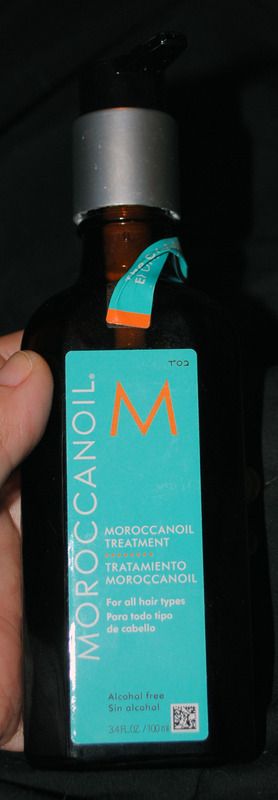 M
MOROCCANOIL®
MOROCCANOIL
TREATMENT
TRATAMIENTO
MOROCCANOIL
For all hair types
Para todo tipo
de cabello
Alcohol free
Sin alcohol
3.4 FL.OZ. / 100 ml